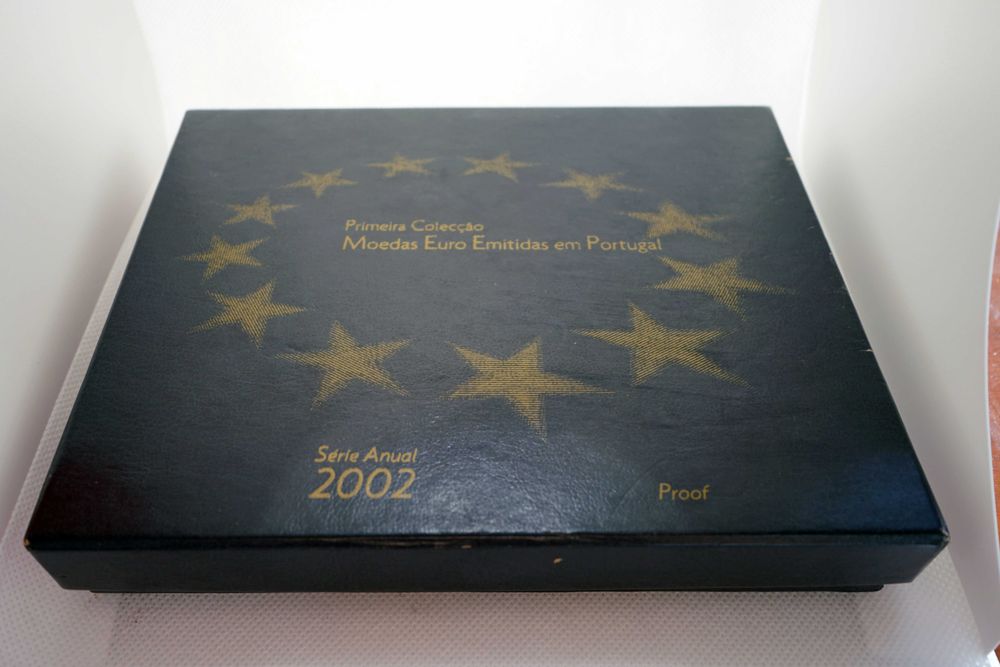 Primeira Colecção
Moedas Euro Emitidas em Portugal
Série Anual
2002
Proof